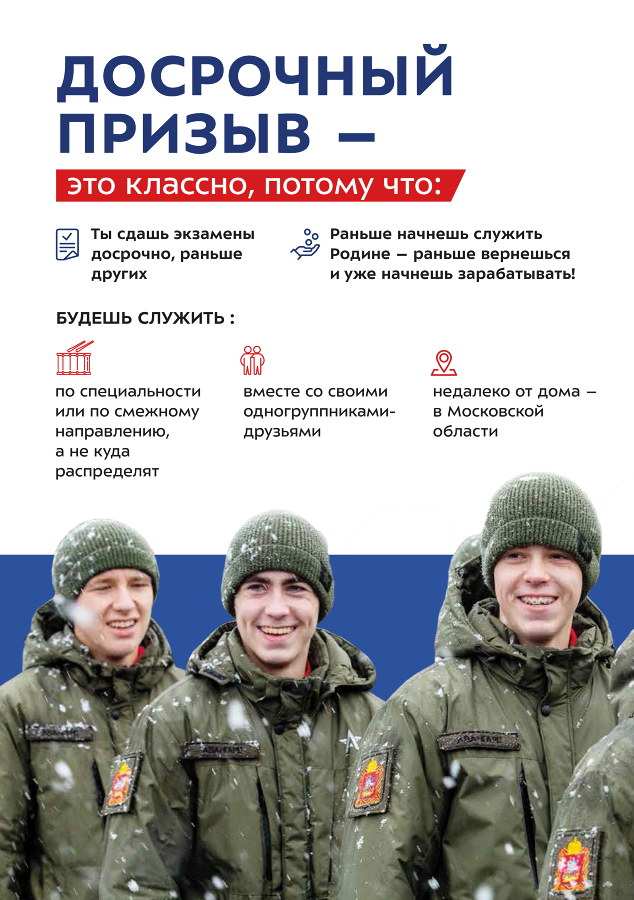 ДОСРОЧНЫЙ
ПРИЗЫВ –
это классно, потому что:
Ты сдашь экзамены
досрочно, раньше
других
Раньше начнешь служить
Родине – раньше вернешься
и уже начнешь зарабатывать!
БУДЕШЬ СЛУЖИТЬ :
по специальности
или по смежному
направлению,
а не куда
распределят
вместе со своими
одногруппниками-
друзьями
недалеко от дома –
в Московской
области
АВАНГАРД
АВАНГАРД